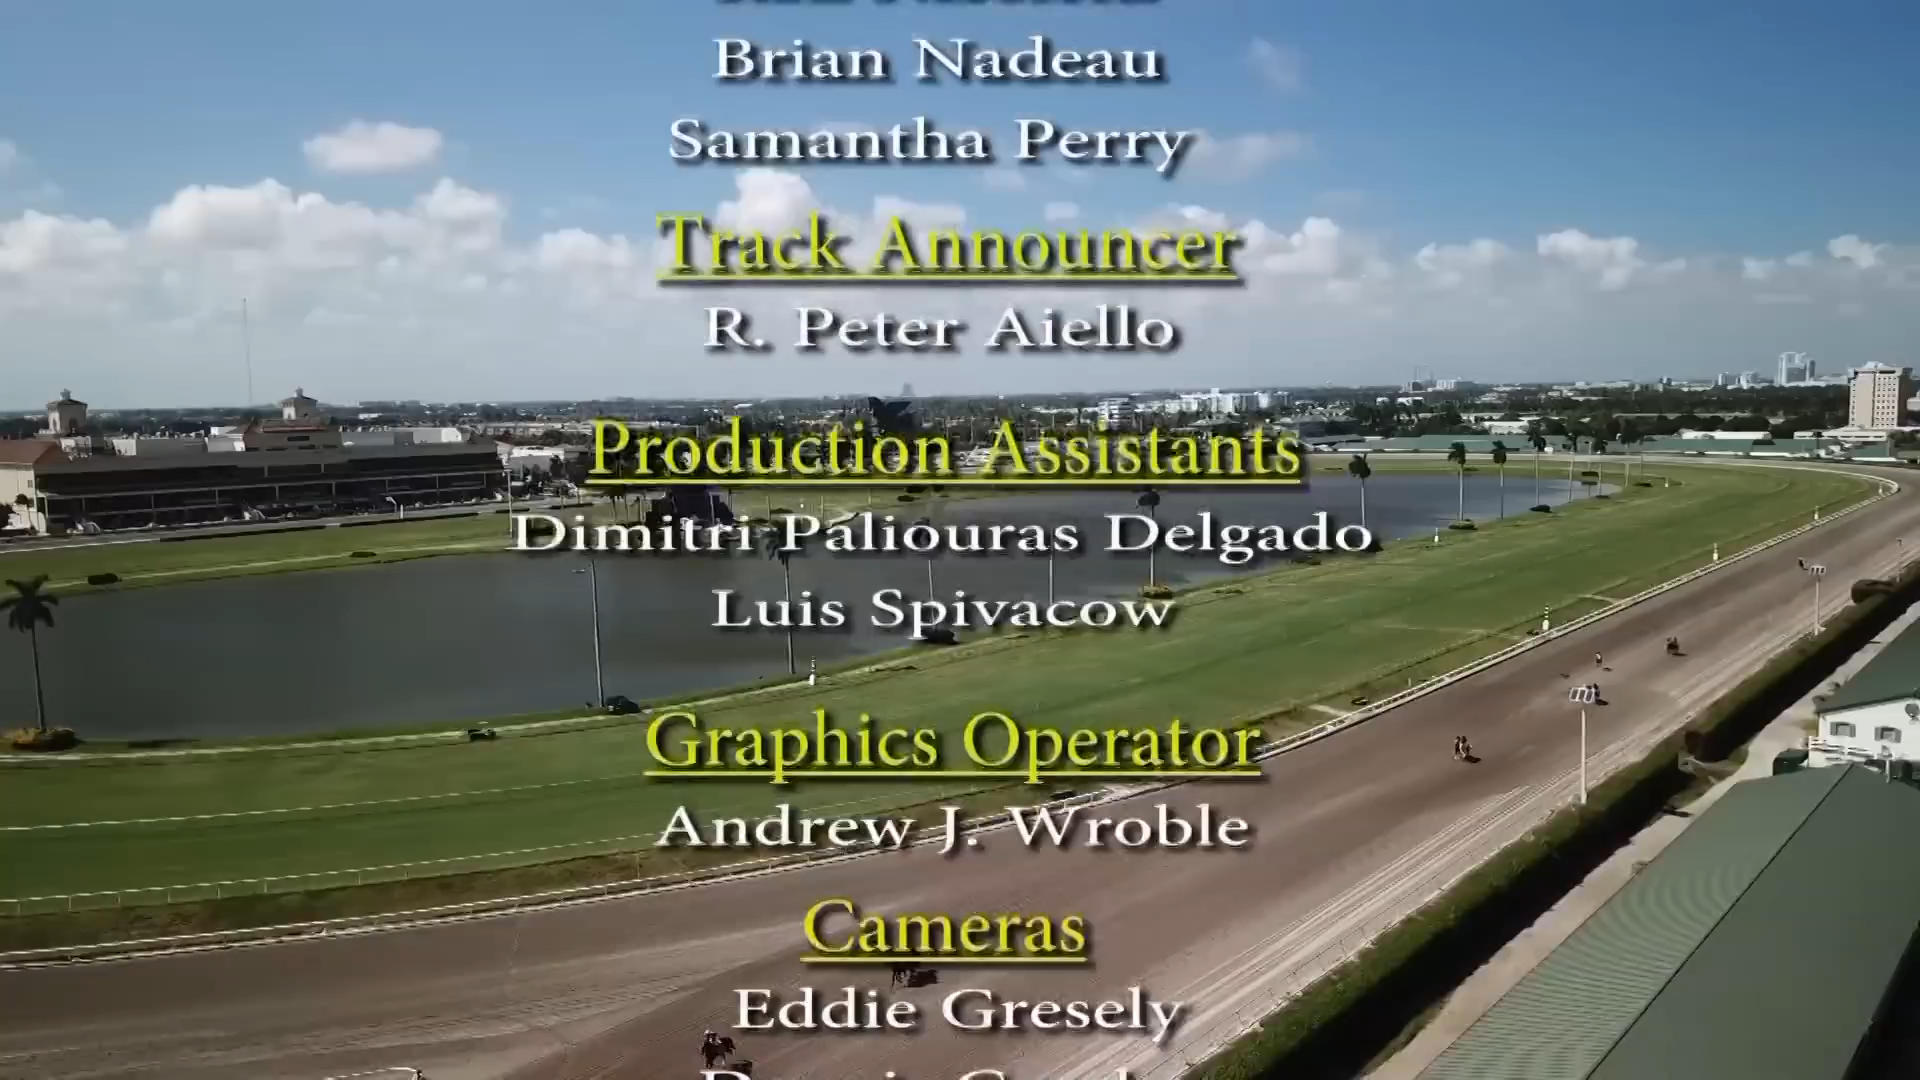 Brian Nadeau
Samantha Perry
Track Announcer
R. Peter Aiello
Production Assistants
Dimitri Paliouras Delgado
Luis Spivacow
Graphics Operator
Andrew J. Wroble
Cameras
Eddie Gresely